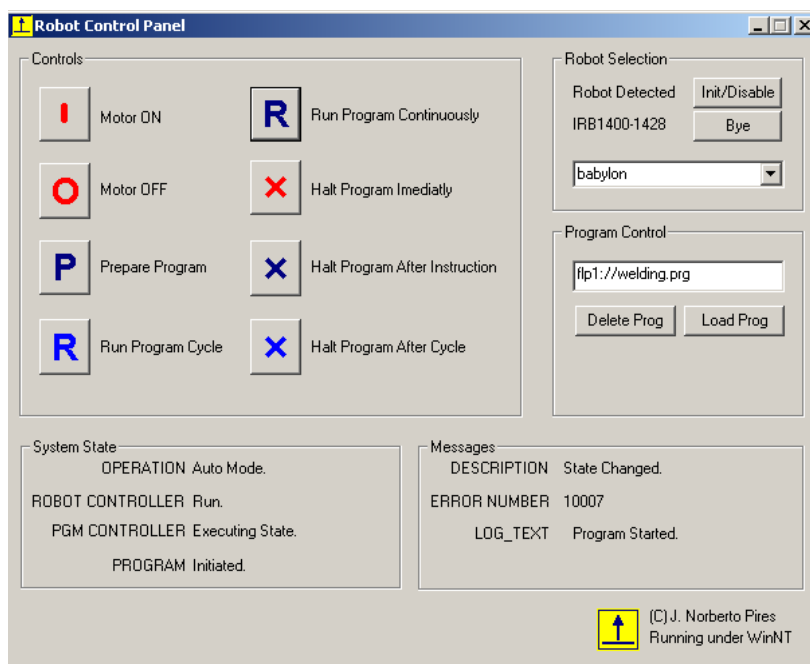 Robot Control Panel
Controls
I
Motor ON
R
Run Program Continuously
O
Motor OFF
X
Halt Program Imediatly
P
Prepare Program
X
Halt Program After Instruction
R
Run Program Cycle
X
Halt Program After Cycle
Robot Selection
Robot Detected Init/Disable
IRB1400-1428 Bye
babylon
Program Control
flp1://welding.prg
Delete Prog Load Prog
System State
OPERATION Auto Mode.
ROBOT CONTROLLER Run.
PGM CONTROLLER Executing State.
PROGRAM Initiated.
Messages
DESCRIPTION State Changed.
ERROR NUMBER 10007
LOG_TEXT Program Started.
(C) J. Norberto Pires
Running under WinNT